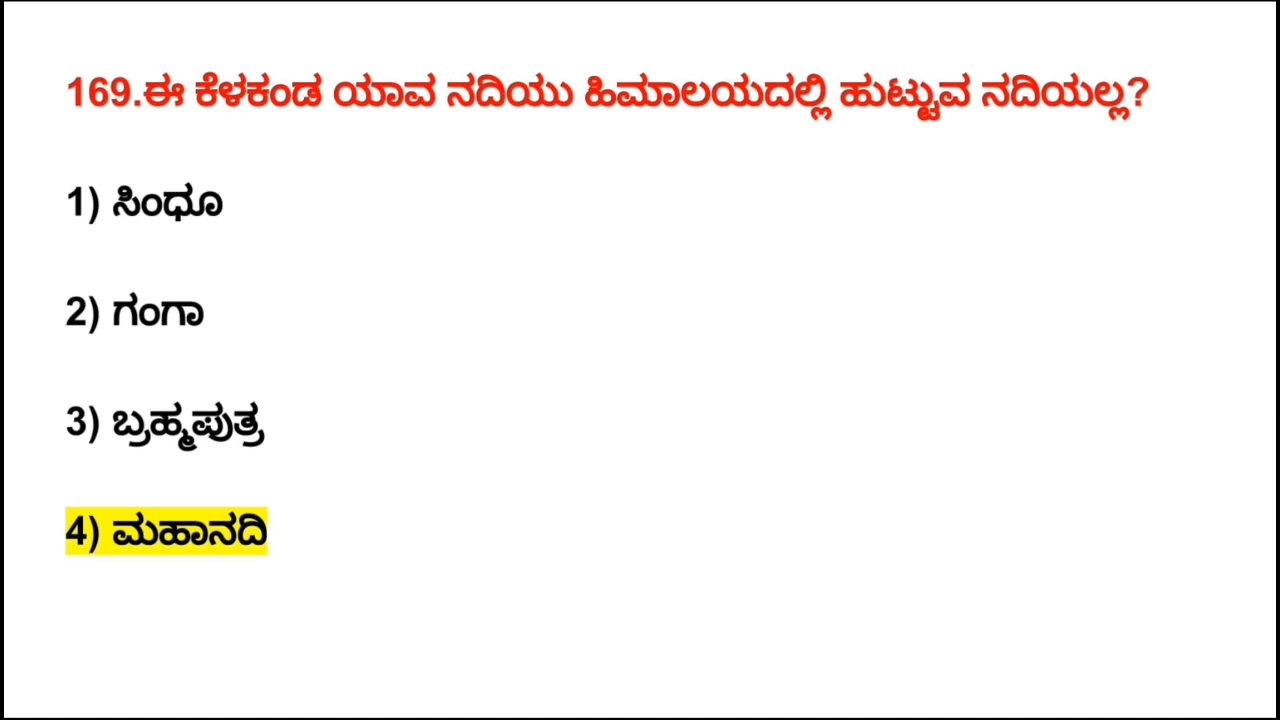 169.ಈ ಕೆಳಕಂಡ ಯಾವ ನದಿಯು ಹಿಮಾಲಯದಲ್ಲಿ ಹುಟ್ಟುವ ನದಿಯಲ್ಲ?
1) ಸಿಂಧೂ
2) ಗಂಗಾ
3) ಬ್ರಹ್ಮಪುತ್ರ
4) ಮಹಾನದಿ